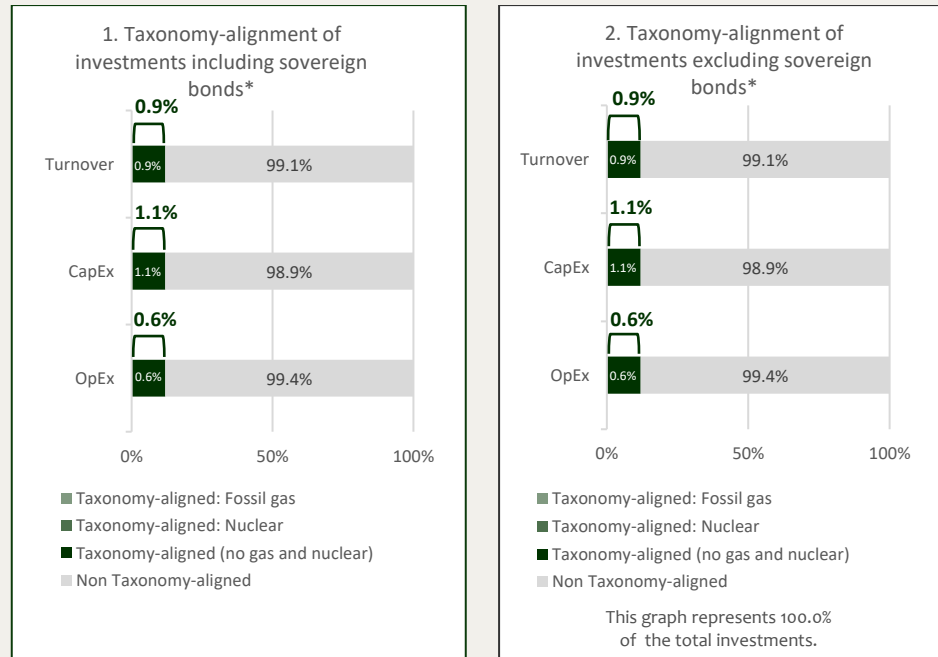 1. Taxonomy-alignment of
investments including sovereign
bonds*
0.9%
Turnover
0.9%
99.1%
1.1%
CapEx
1.1%
98.9%
0.6%
OpEx
0.6%
99.4%
0%
50%
100%
Taxonomy-aligned: Fossil gas
Taxonomy-aligned: Nuclear
Taxonomy-aligned (no gas and nuclear)
Non Taxonomy-aligned
2. Taxonomy-alignment of
investments excluding sovereign
bonds*
0.9%
Turnover
0.9%
99.1%
1.1%
CapEx
1.1%
98.9%
0.6%
OpEx
0.6%
99.4%
0%
50%
100%
Taxonomy-aligned: Fossil gas
Taxonomy-aligned: Nuclear
Taxonomy-aligned (no gas and nuclear)
Non Taxonomy-aligned
This graph represents 100.0%
of the total investments.